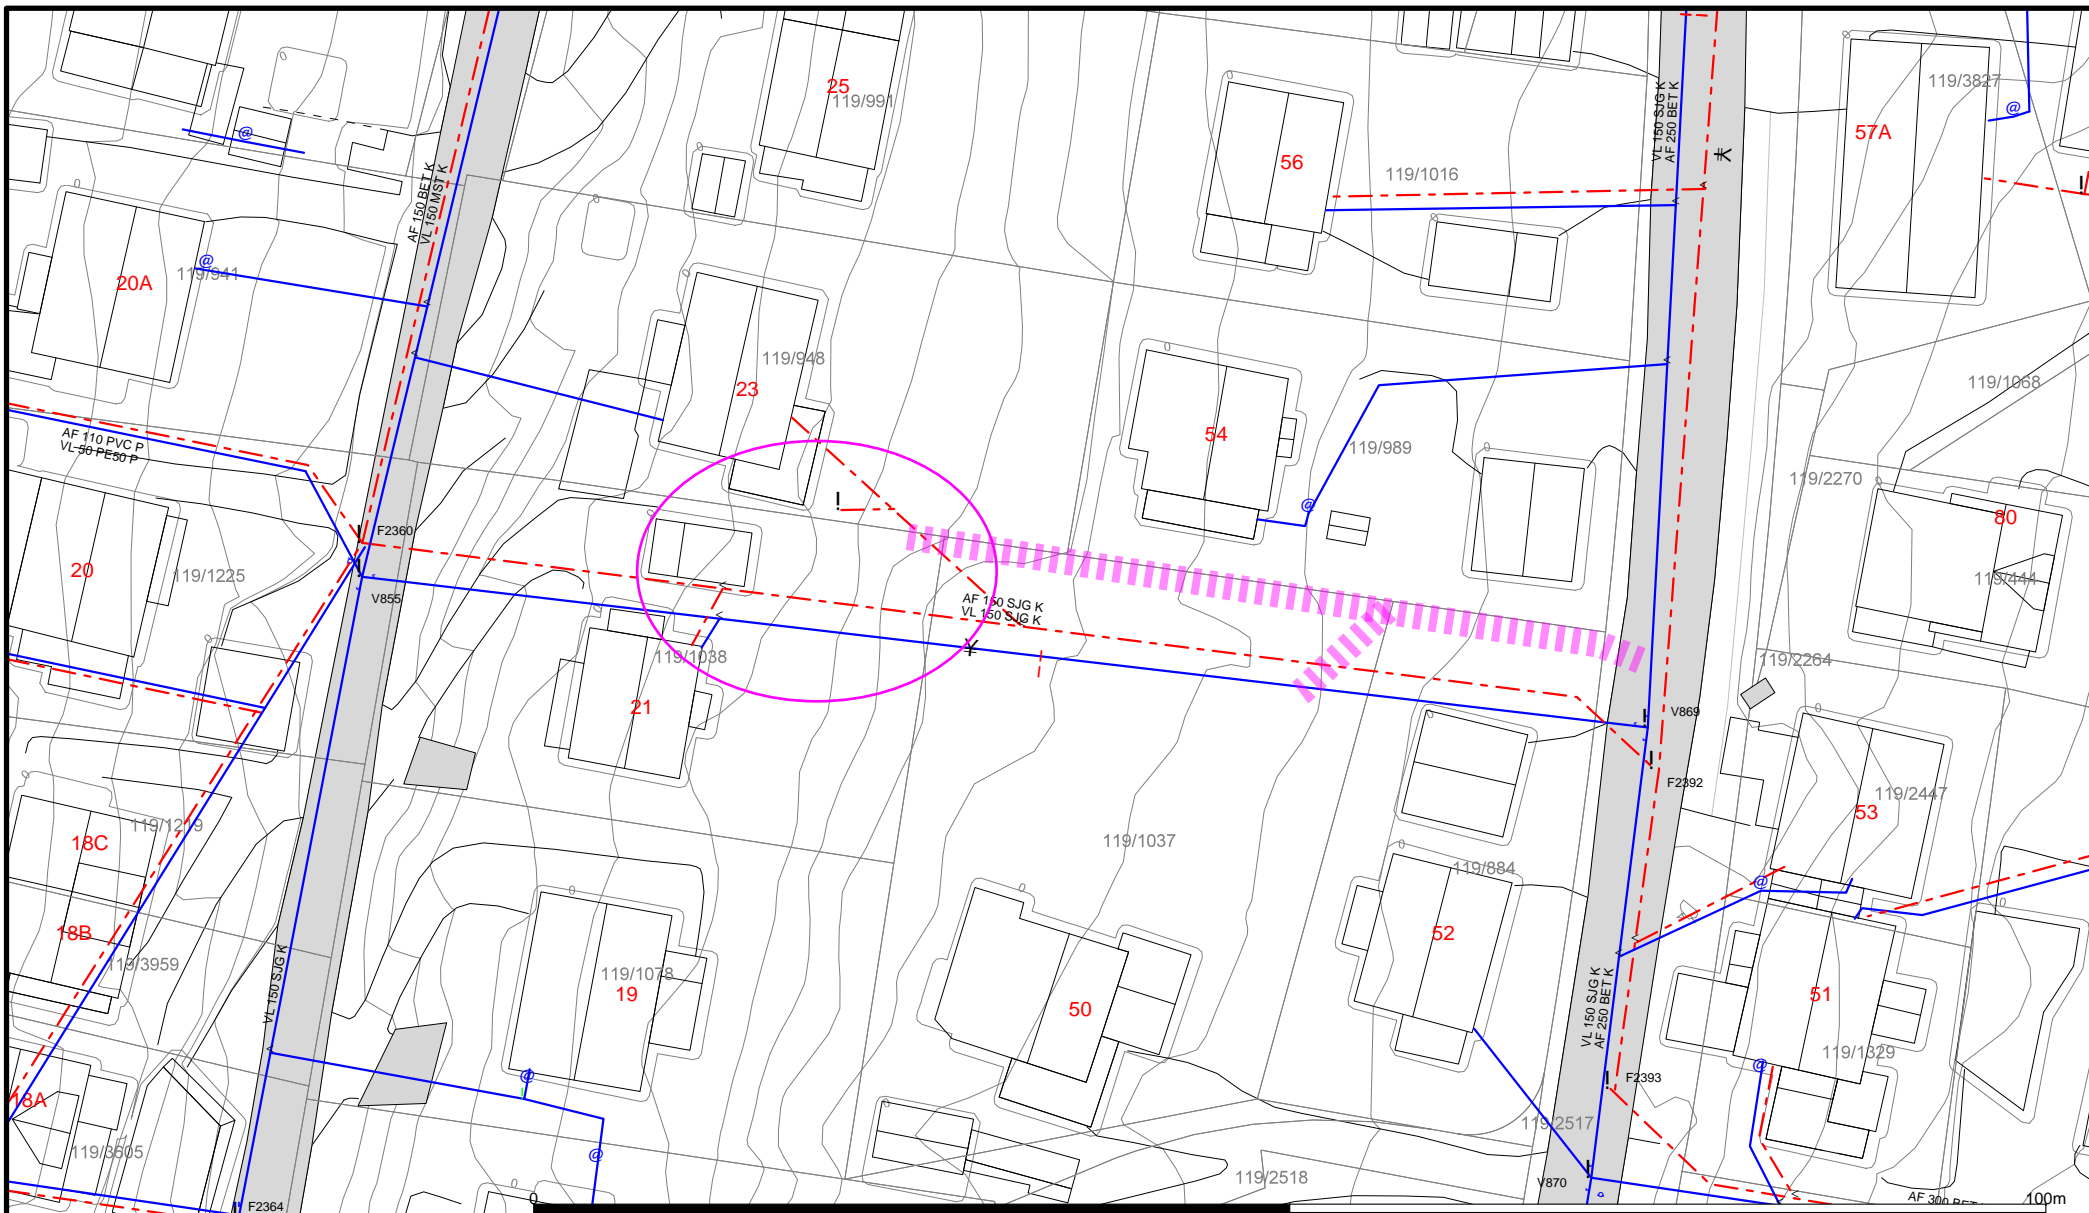 25
119/991
119/3827
57A
56
119/1016
VL 150 SJG K
AF 250 BET K
AF 150 BET K
VL 150 MST K
@
@
20A
119/941
@
119/948
23
54
119/989
@
119/1068
119/2270
80
119/444
AF 110 PVC P
VL 50 PE50 P
F2360
20
119/1225
V855
AF 150 SJG K
VL 150 SJG K
119/1038
21
119/2264
V869
F2392
53
119/2447
18C
119/1219
119/1037
119/884
@
18B
119/3959
VL 150 SJG K
119/1078
19
52
50
51
VL 150 SJG K
AF 250 BET K
119/1329
@
F2393
@
18A
119/3605
@
119/2517
119/2518
V870
F2364
0
100m